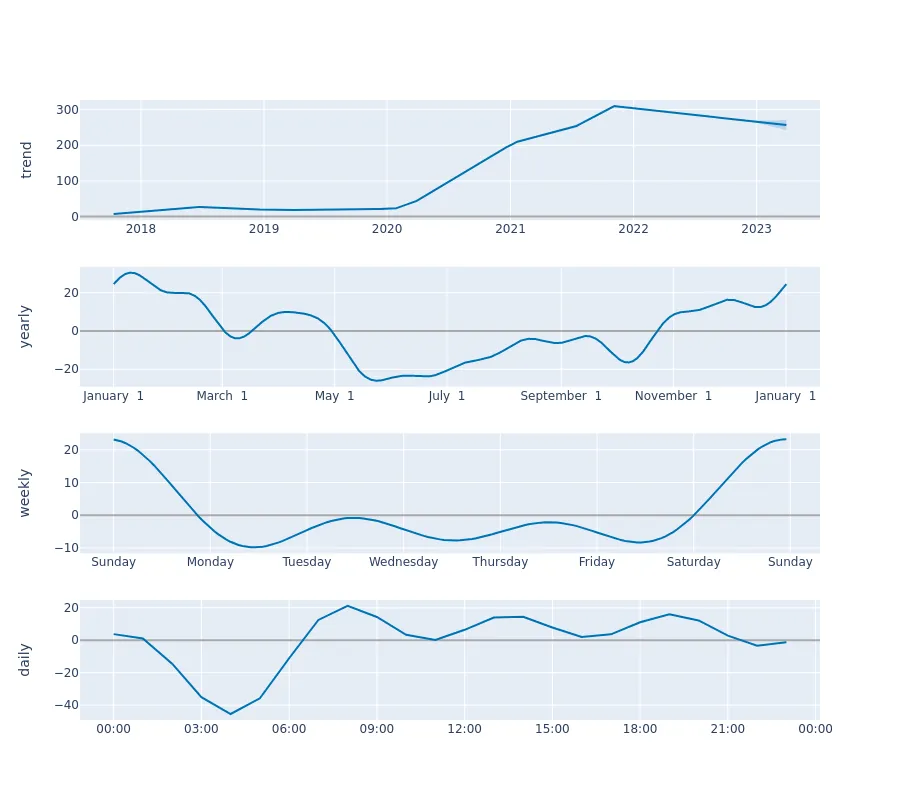 trend
300
200
100
0
2018 2019 2020 2021 2022 2023
yearly
20
0
−20
January 1 March 1 May 1 July 1 September 1 November 1 January 1
weekly
20
10
0
−10
Sunday Monday Tuesday Wednesday Thursday Friday Saturday Sunday
daily
20
0
−20
−40
00:00 03:00 06:00 09:00 12:00 15:00 18:00 21:00 00:00